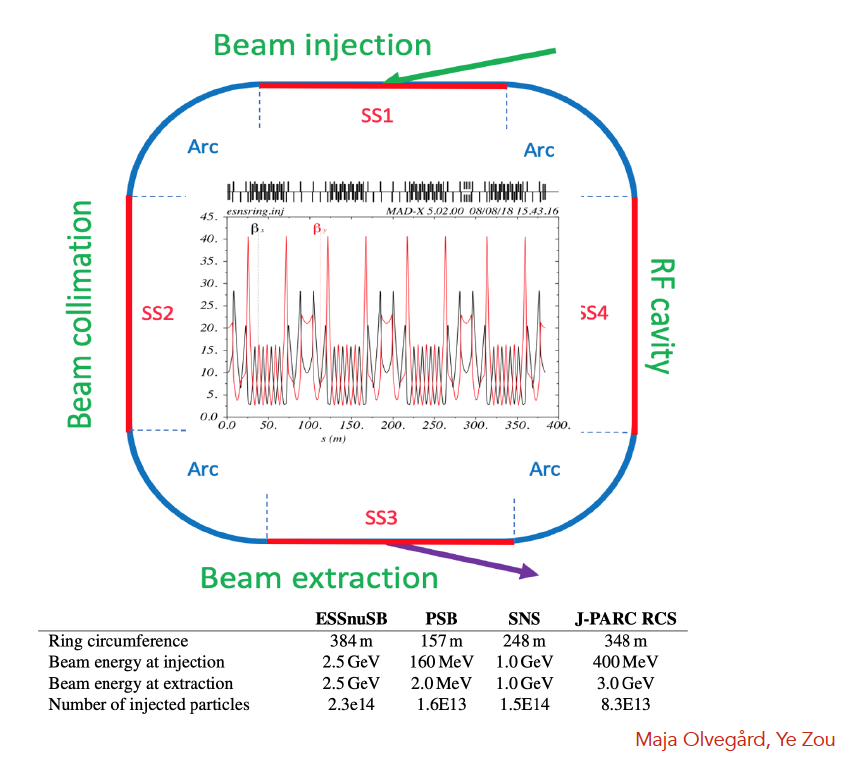 Beam injection
SS1
Arc
Arc
esnsring.inj MAD-X 5.02.00 08/08/18 15.43.16
βx βy
45.
40.
35.
30.
25.
20.
15.
10.
5.
0.0
0.0 50. 100. 150. 200. 250. 300. 350. 400.
s (m)
Beam collimation
SS2
SS4
RF cavity
Arc
Arc
SS3
Beam extraction
ESSnuSB PSB SNS J-PARC RCS
Ring circumference 384 m 157 m 248 m 348 m
Beam energy at injection 2.5 GeV 160 MeV 1.0 GeV 400 MeV
Beam energy at extraction 2.5 GeV 2.0 MeV 1.0 GeV 3.0 GeV
Number of injected particles 2.3e14 1.6E13 1.5E14 8.3E13
Maja Olvegård, Ye Zou